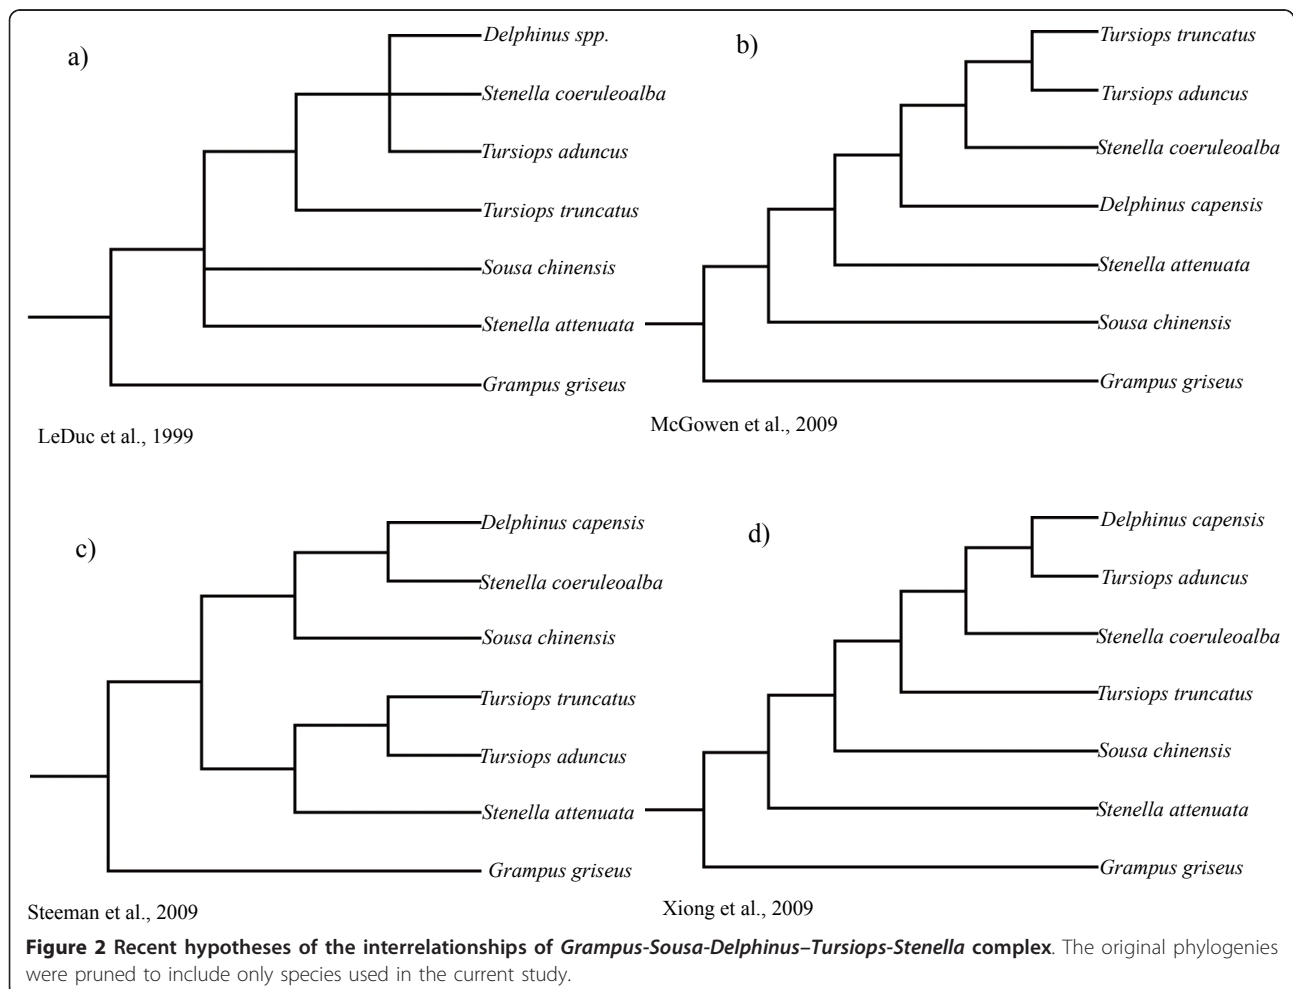 a)
Delphinus spp.
Stenella coeruleoalba
Tursiops aduncus
Tursiops truncatus
Sousa chinensis
Stenella attenuata
Grampus griseus
LeDuc et al., 1999
b)
Tursiops truncatus
Tursiops aduncus
Stenella coeruleoalba
Delphinus capensis
Stenella attenuata
Sousa chinensis
Grampus griseus
McGowen et al., 2009
c)
Delphinus capensis
Stenella coeruleoalba
Sousa chinensis
Tursiops truncatus
Tursiops aduncus
Stenella attenuata
Grampus griseus
Steeman et al., 2009
d)
Delphinus capensis
Tursiops aduncus
Stenella coeruleoalba
Tursiops truncatus
Sousa chinensis
Stenella attenuata
Grampus griseus
Xiong et al., 2009
Figure 2 Recent hypotheses of the interrelationships of Grampus-Sousa-Delphinus–Tursiops-Stenella complex. The original phylogenies
were pruned to include only species used in the current study.